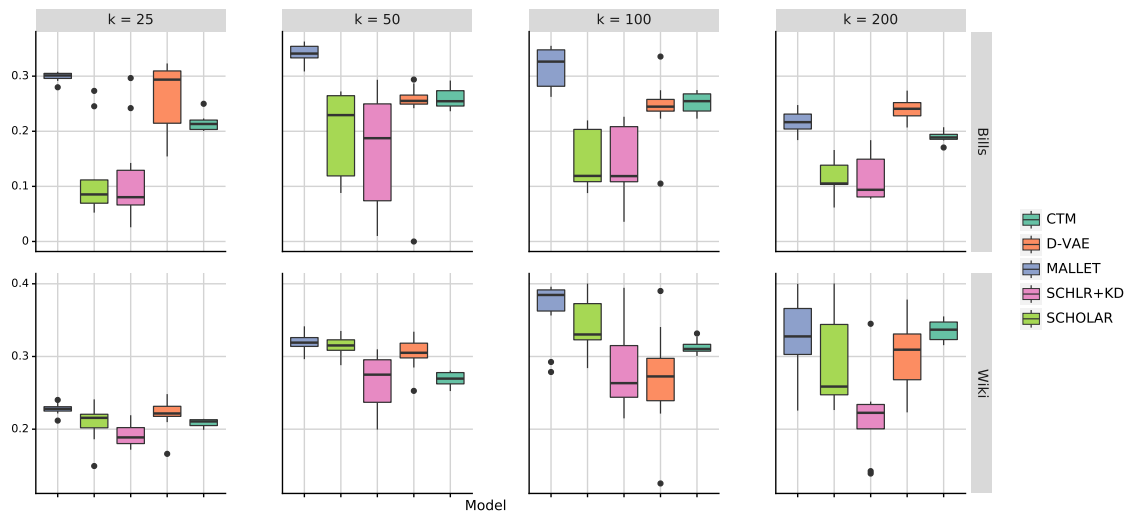 k = 25
k = 50
k = 100
k = 200
0.3
0.2
0.1
0
Bills
0.4
0.3
0.2
Wiki
Model
CTM
D-VAE
MALLET
SCHLR+KD
SCHOLAR